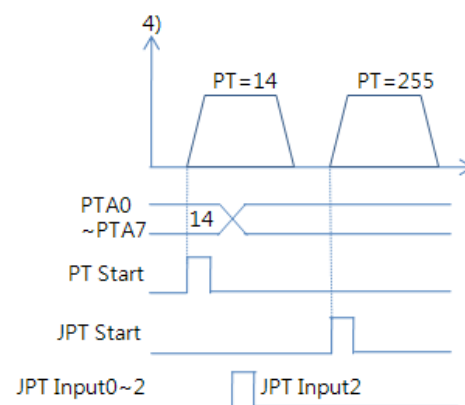 4)
PT=14
PT=255
PTA0
~PTA7
14
PT Start
JPT Start
JPT Input0~2
JPT Input2